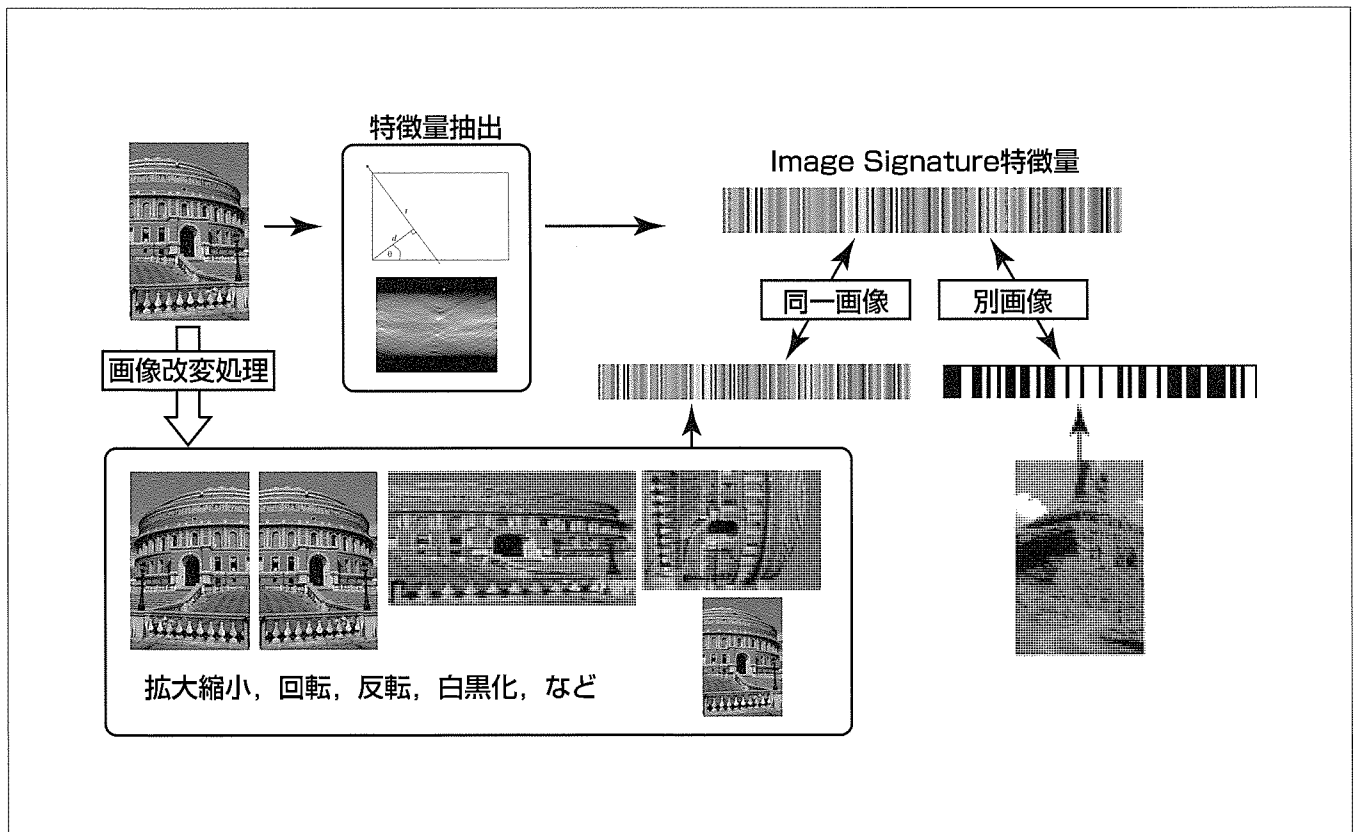 特徴量抽出
Image Signature特徴量
t
d
θ
同一画像
別画像
画像改変処理
拡大縮小，回転，反転，白黒化，など